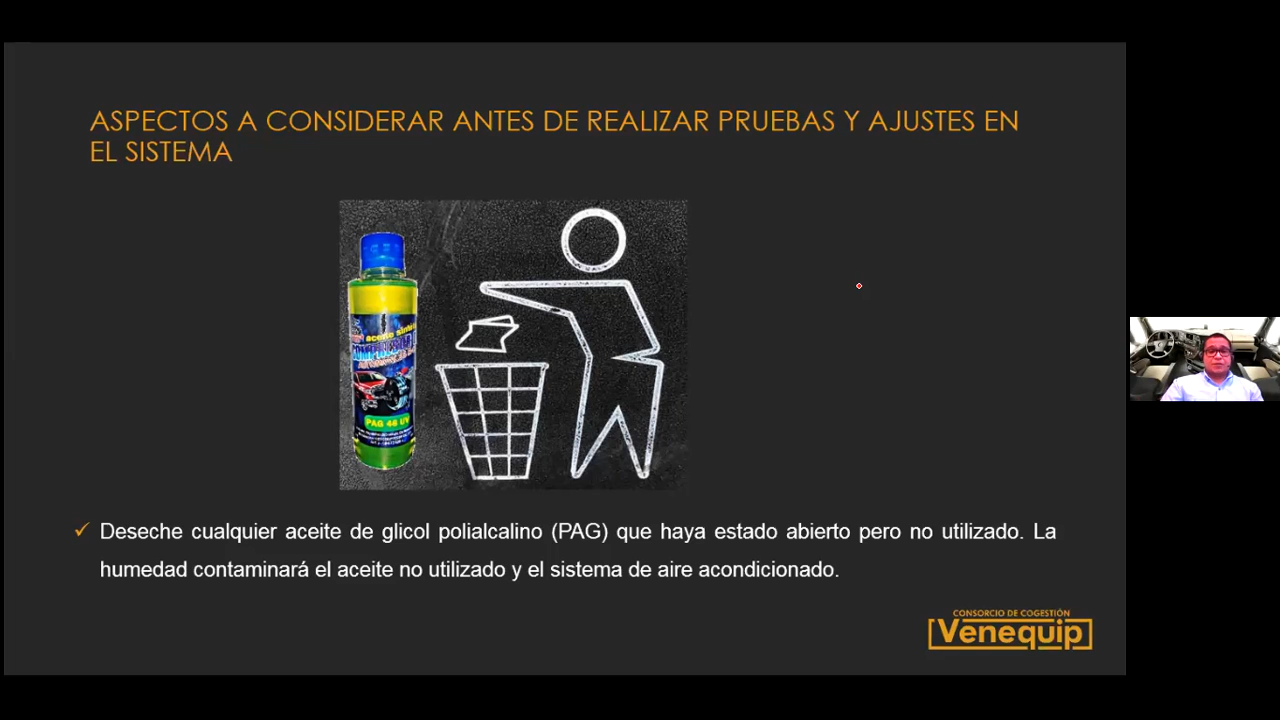 ASPECTOS A CONSIDERAR ANTES DE REALIZAR PRUEBAS Y AJUSTES EN
EL SISTEMA
aceite
PAG 46 UV
Deseche cualquier aceite de glicol polialcalino (PAG) que haya estado abierto pero no utilizado. La
humedad contaminará el aceite no utilizado y el sistema de aire acondicionado.
CONSORCIO DE COGESTIÓN
Venequip